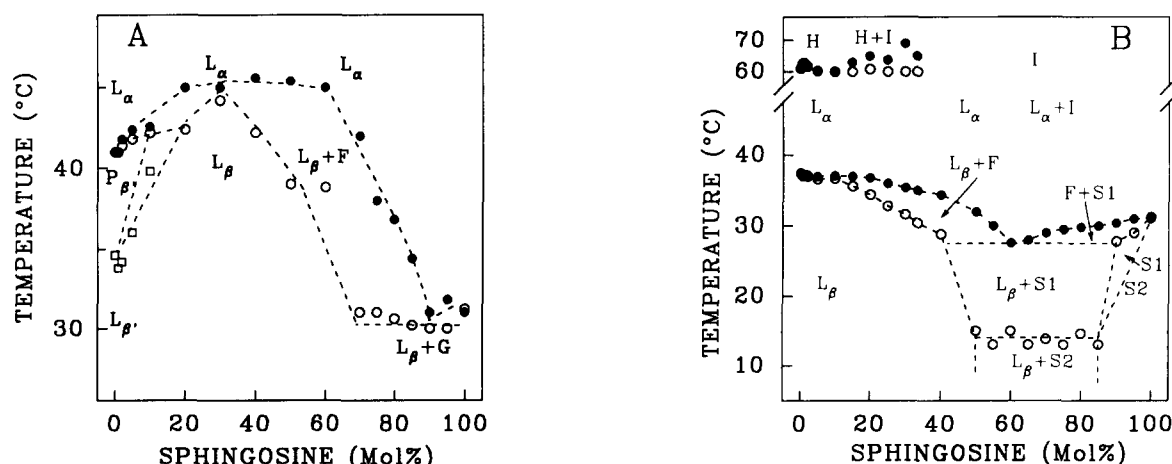 A
TEMPERATURE (°C)
40
30
Lα
Lα
Lα
Pβ'
Lβ
Lβ+F
Lβ'
Lβ+G
0 20 40 60 80 100
SPHINGOSINE (Mol%)
B
TEMPERATURE (°C)
70
60
50
40
30
20
10
H
H+I
I
Lα
Lα
Lα+I
Lβ+F
F+S1
S1
S2
Lβ
Lβ+S1
Lβ+S2
0 20 40 60 80 100
SPHINGOSINE (Mol%)